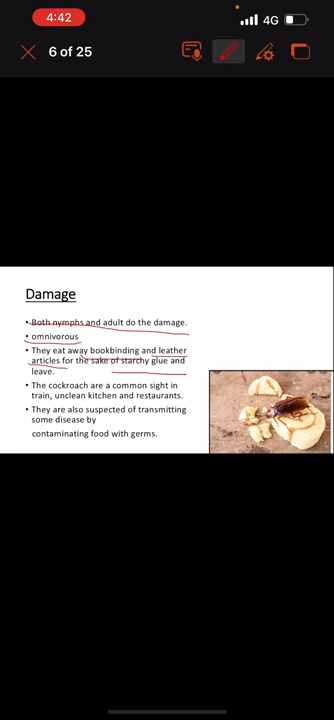 4:42
4G
6 of 25
Damage
• Both nymphs and adult do the damage.
• omnivorous
• They eat away bookbinding and leather
articles for the sake of starchy glue and
leave.
• The cockroach are a common sight in
train, unclean kitchen and restaurants.
• They are also suspected of transmitting
some disease by
contaminating food with germs.